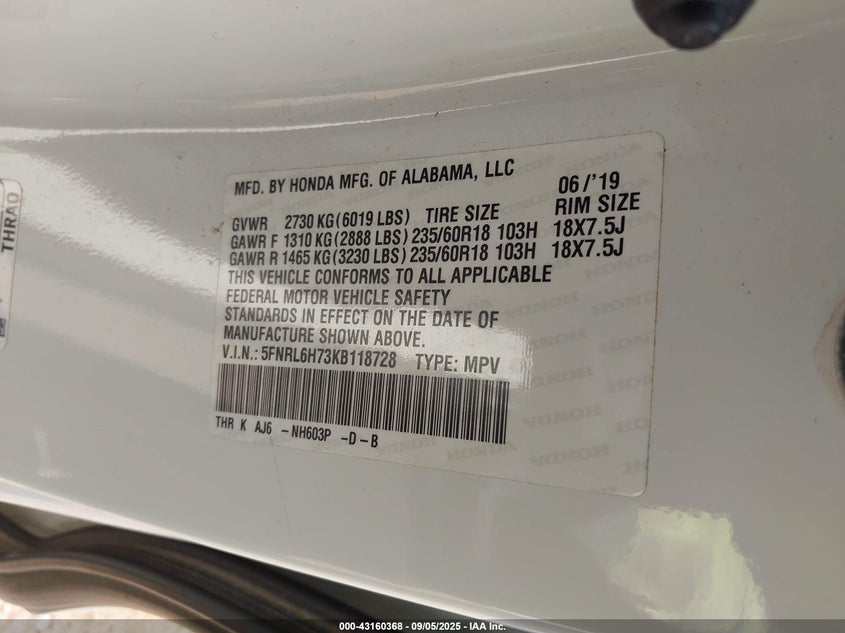 MFD. BY HONDA MFG. OF ALABAMA, LLC 06/'19
GVWR 2730 KG(6019 LBS) TIRE SIZE RIM SIZE
GAWR F 1310 KG(2888 LBS) 235/60R18 103H 18X7.5J
GAWR R 1465 KG(3230 LBS) 235/60R18 103H 18X7.5J
THIS VEHICLE CONFORMS TO ALL APPLICABLE
FEDERAL MOTOR VEHICLE SAFETY
STANDARDS IN EFFECT ON THE DATE OF
MANUFACTURE SHOWN ABOVE.
V.I.N.: 5FNRL6H73KB118728 TYPE: MPV
THR K AJ6 -NH603P -D-B
THRA0
000-43160368 - 09/05/2025 - IAA Inc.